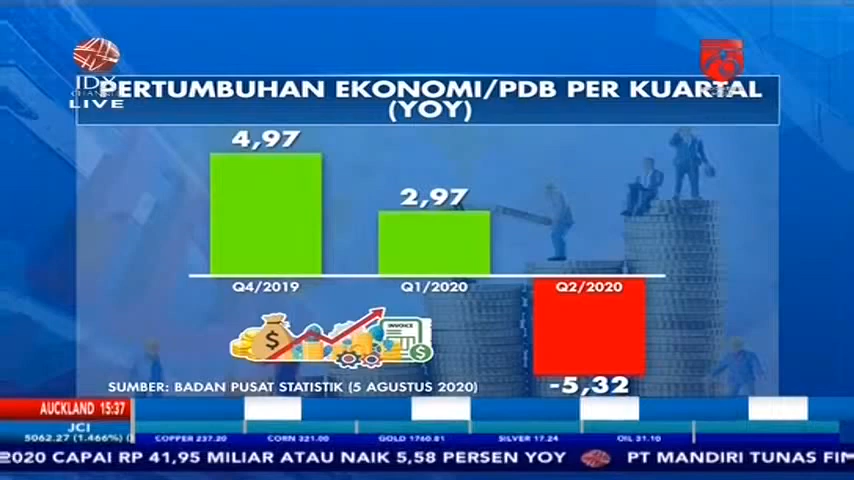 IDX
CHANNEL
LIVE
75
PERTUMBUHAN EKONOMI/PDB PER KUARTAL
(YOY)
4,97
2,97
Q4/2019
Q1/2020
Q2/2020
-5,32
$
INVOICE
$
SUMBER: BADAN PUSAT STATISTIK (5 AGUSTUS 2020)
AUCKLAND 15:37
JCI
5062.27 (1.466%)
COPPER 237.20
CORN 321.00
GOLD 1760.81
SILVER 17.24
OIL 31.10
2020 CAPAI RP 41,95 MILIAR ATAU NAIK 5,58 PERSEN YOY
PT MANDIRI TUNAS FIM